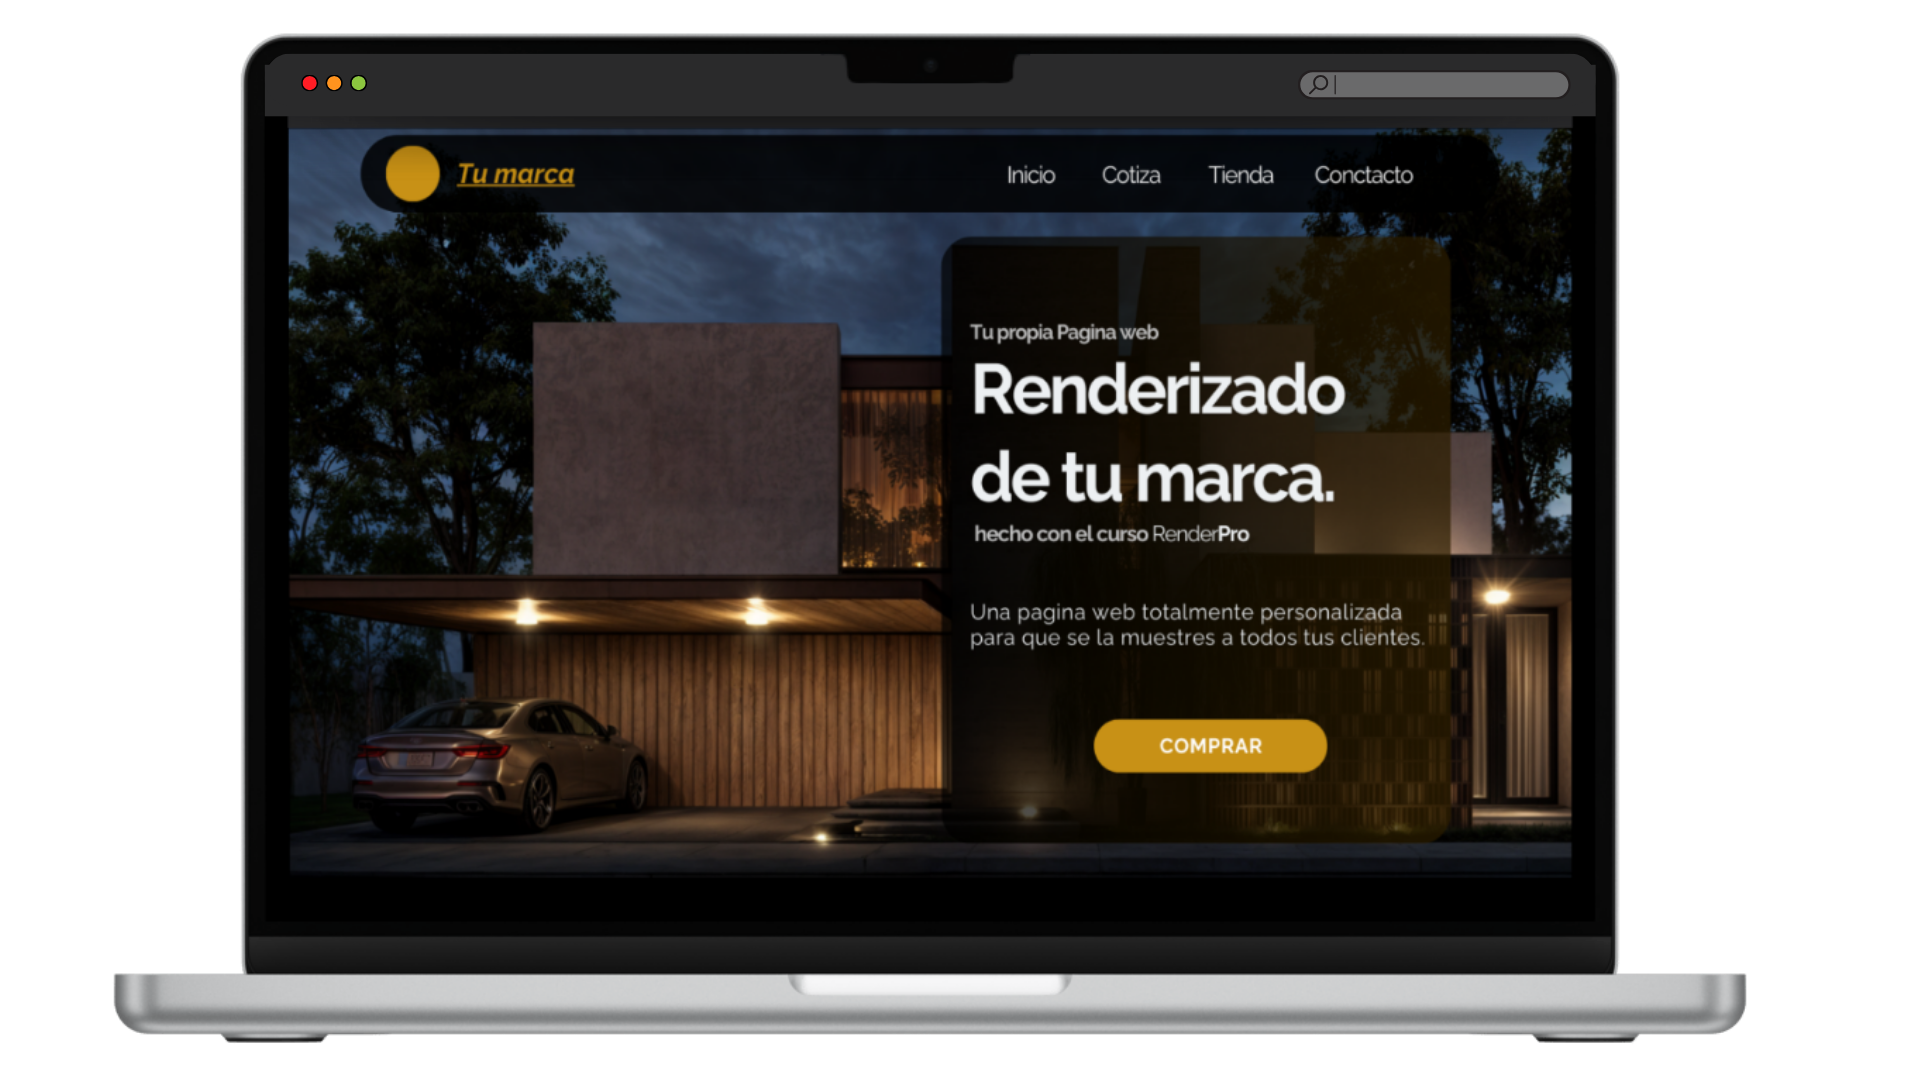 Tu marca
Inicio Cotiza Tienda Conctacto
Tu propia Pagina web
Renderizado
de tu marca.
hecho con el curso RenderPro
Una pagina web totalmente personalizada
para que se la muestres a todos tus clientes.
COMPRAR